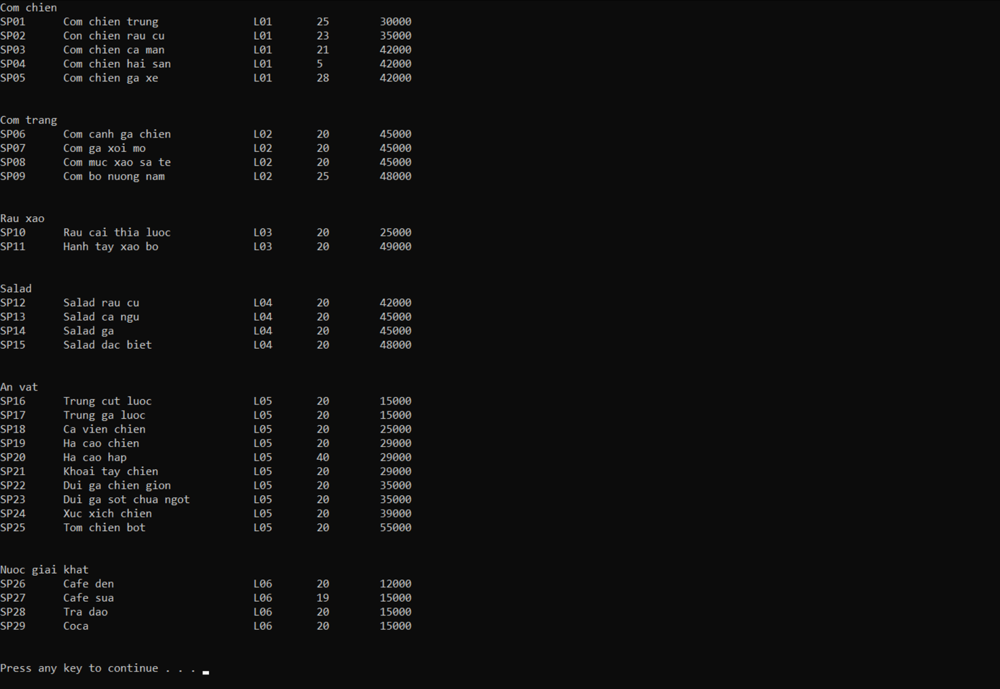 Com chien
SP01 Com chien trung L01 25 30000
SP02 Con chien rau cu L01 23 35000
SP03 Com chien ca man L01 21 42000
SP04 Com chien hai san L01 5 42000
SP05 Com chien ga xe L01 28 42000
Com trang
SP06 Com canh ga chien L02 20 45000
SP07 Com ga xoi mo L02 20 45000
SP08 Com muc xao sa te L02 20 45000
SP09 Com bo nuong nam L02 25 48000
Rau xao
SP10 Rau cai thia luoc L03 20 25000
SP11 Hanh tay xao bo L03 20 49000
Salad
SP12 Salad rau cu L04 20 42000
SP13 Salad ca ngu L04 20 45000
SP14 Salad ga L04 20 45000
SP15 Salad dac biet L04 20 48000
An vat
SP16 Trung cut luoc L05 20 15000
SP17 Trung ga luoc L05 20 15000
SP18 Ca vien chien L05 20 25000
SP19 Ha cao chien L05 20 29000
SP20 Ha cao hap L05 40 29000
SP21 Khoai tay chien L05 20 29000
SP22 Dui ga chien gion L05 20 35000
SP23 Dui ga sot chua ngot L05 20 35000
SP24 Xuc xich chien L05 20 39000
SP25 Tom chien bot L05 20 55000
Nuoc giai khat
SP26 Cafe den L06 20 12000
SP27 Cafe sua L06 19 15000
SP28 Tra dao L06 20 15000
SP29 Coca L06 20 15000
Press any key to continue . . .